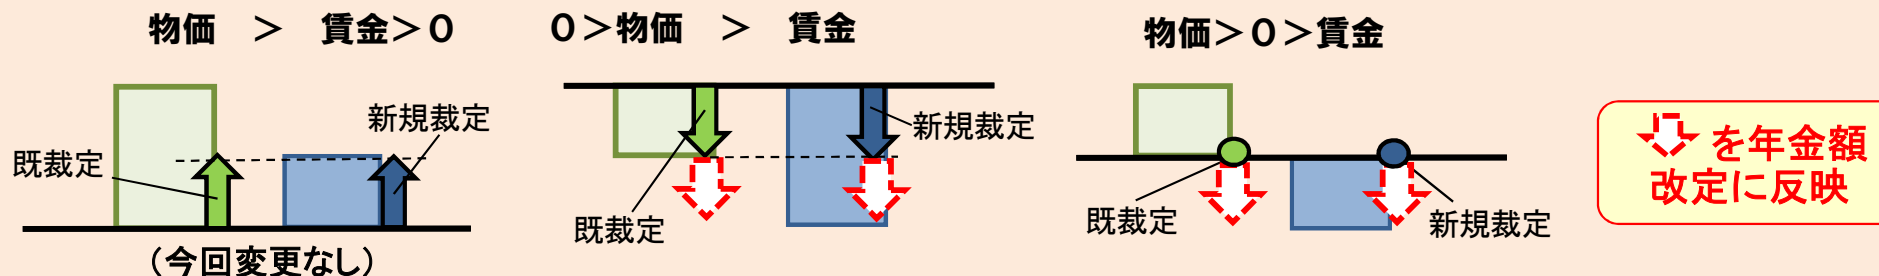 物価 ＞ 賃金＞０
新規裁定
既裁定
（今回変更なし）
０＞物価 ＞ 賃金
新規裁定
既裁定
物価＞０＞賃金
既裁定
新規裁定
を年金額
改定に反映